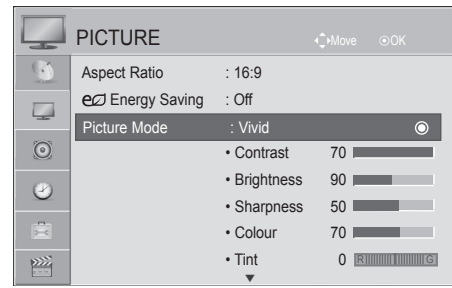 PICTURE Move OK
Aspect Ratio : 16:9
Energy Saving : Off
Picture Mode : Vivid
• Contrast 70
• Brightness 90
• Sharpness 50
• Colour 70
• Tint 0 R G